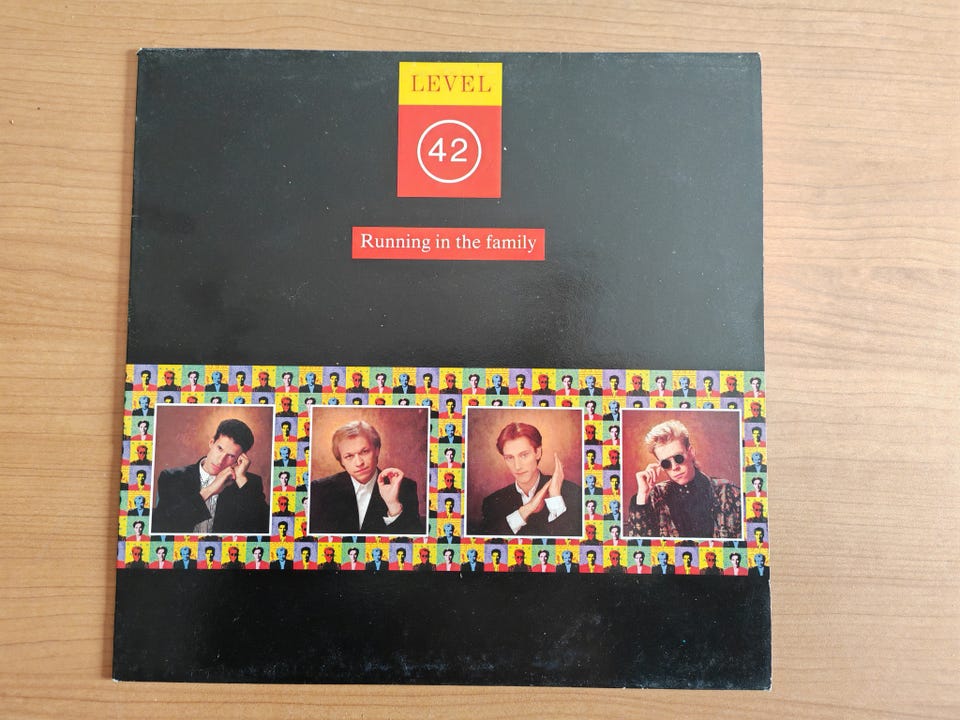 LEVEL
42
Running in the family